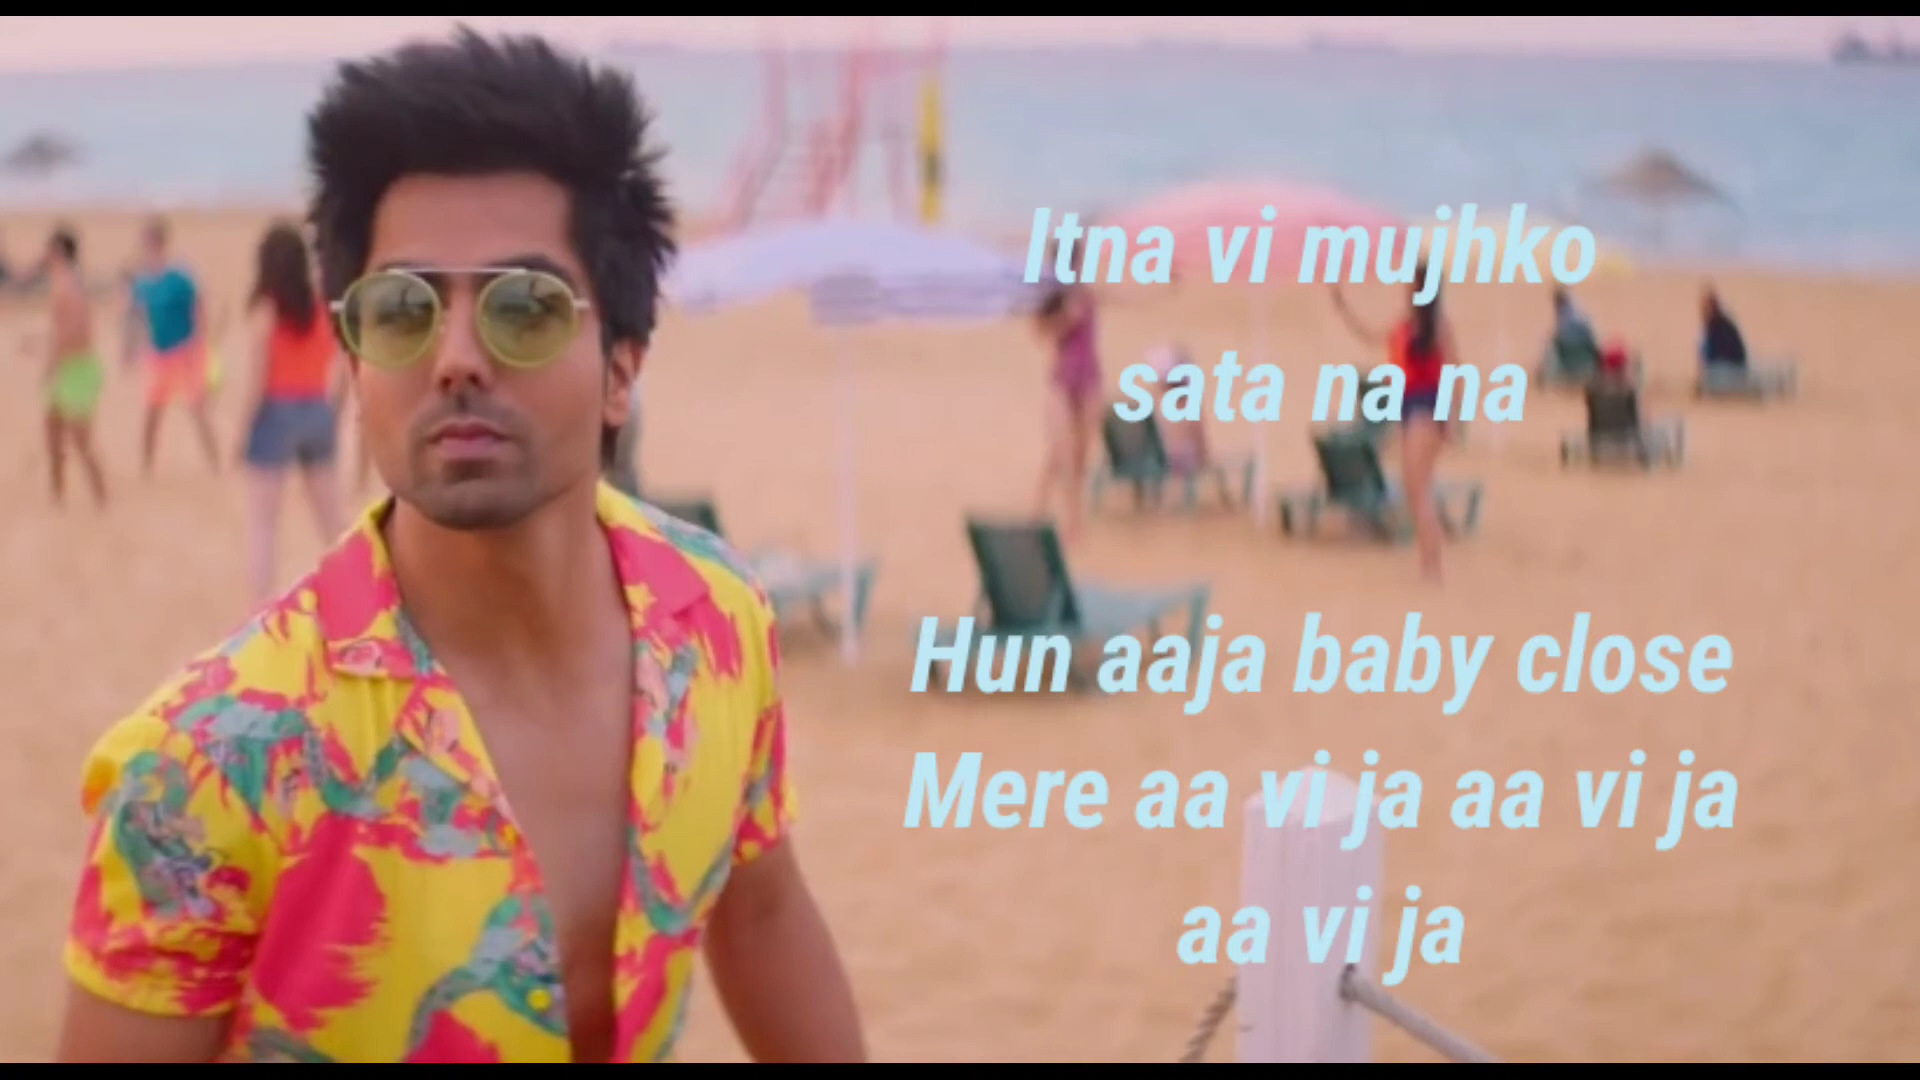 Itna vi mujhko
sata na na
Hun aaja baby close
Mere aa vi ja aa vi ja
aa vi ja